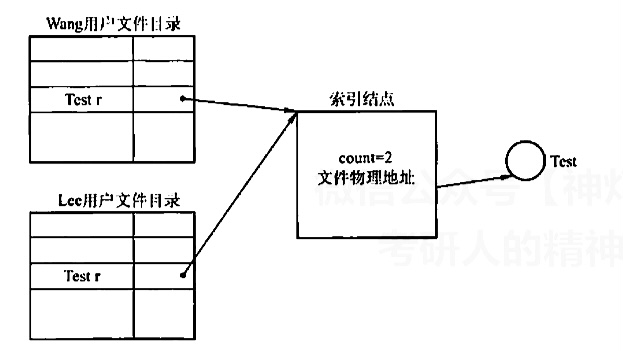 Wang用户文件目录
Test r
索引结点
count=2
文件物理地址
Test
Lee用户文件目录
Test r
微信公众号【神灯
考研人的精神